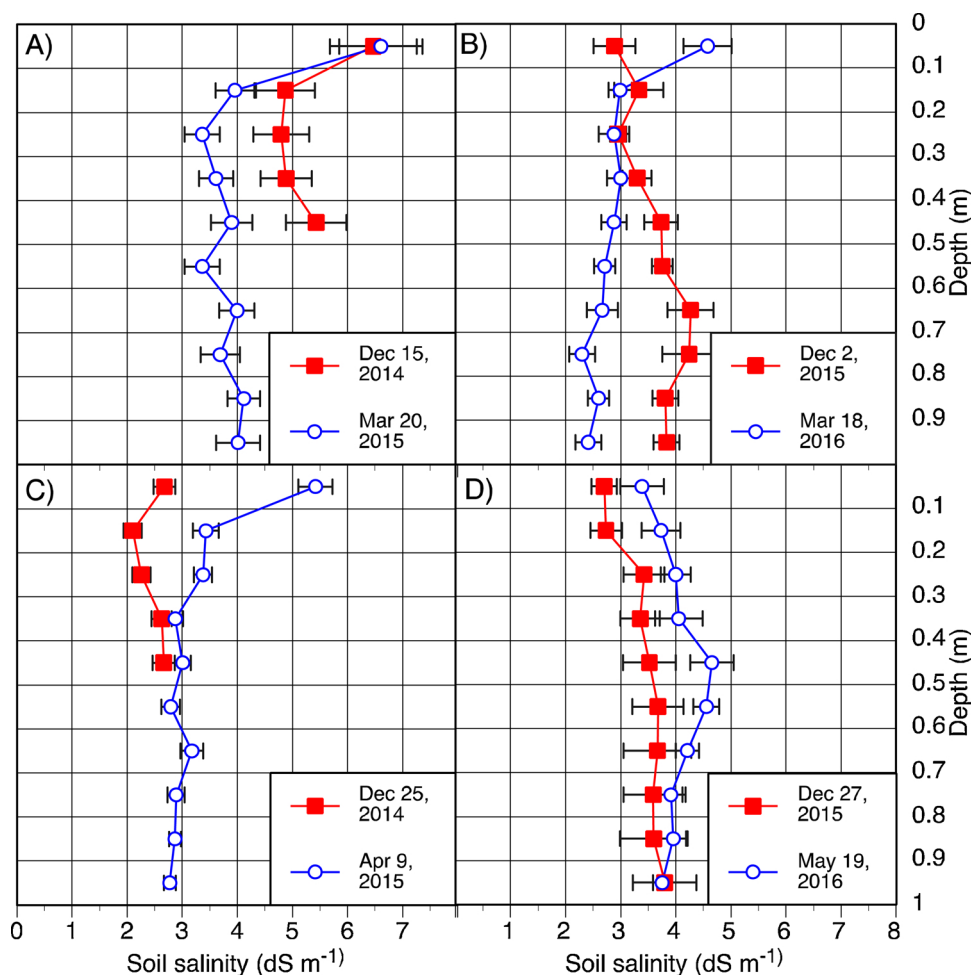 A)
Dec 15,
2014
Mar 20,
2015
B)
Dec 2,
2015
Mar 18,
2016
0
0.1
0.2
0.3
0.4
0.5
0.6
0.7
0.8
0.9
Depth (m)
C)
Dec 25,
2014
Apr 9,
2015
D)
Dec 27,
2015
May 19,
2016
0.1
0.2
0.3
0.4
0.5
0.6
0.7
0.8
0.9
1
Depth (m)
0 1 2 3 4 5 6 7
1 2 3 4 5 6 7 8
Soil salinity (dS m⁻¹)
Soil salinity (dS m⁻¹)